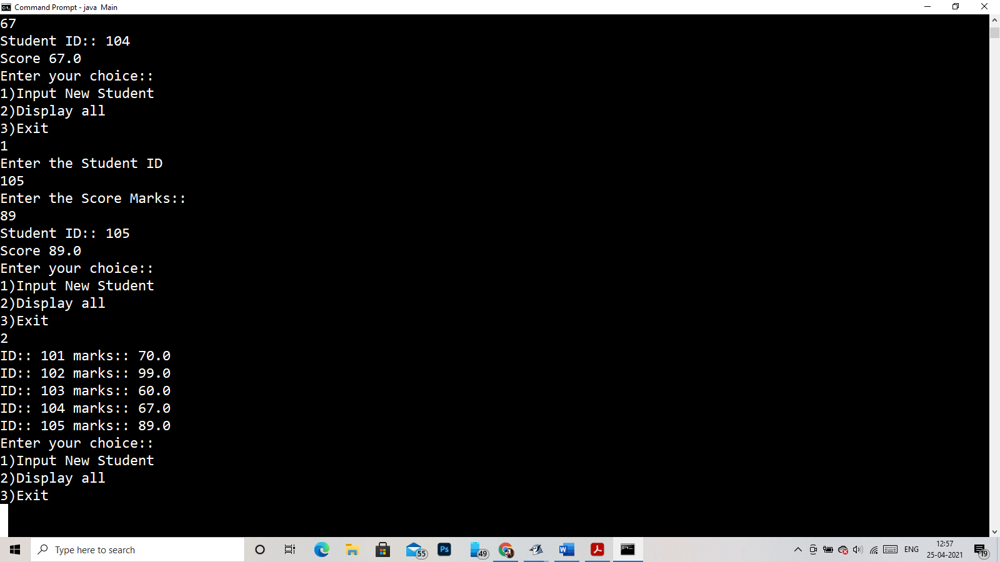 Command Prompt - java  Main
67
Student ID:: 104
Score 67.0
Enter your choice::
1)Input New Student
2)Display all
3)Exit
1
Enter the Student ID
105
Enter the Score Marks::
89
Student ID:: 105
Score 89.0
Enter your choice::
1)Input New Student
2)Display all
3)Exit
2
ID:: 101 marks:: 70.0
ID:: 102 marks:: 99.0
ID:: 103 marks:: 60.0
ID:: 104 marks:: 67.0
ID:: 105 marks:: 89.0
Enter your choice::
1)Input New Student
2)Display all
3)Exit
Type here to search
55
Ps
49
W
ENG
12:57
25-04-2021
19